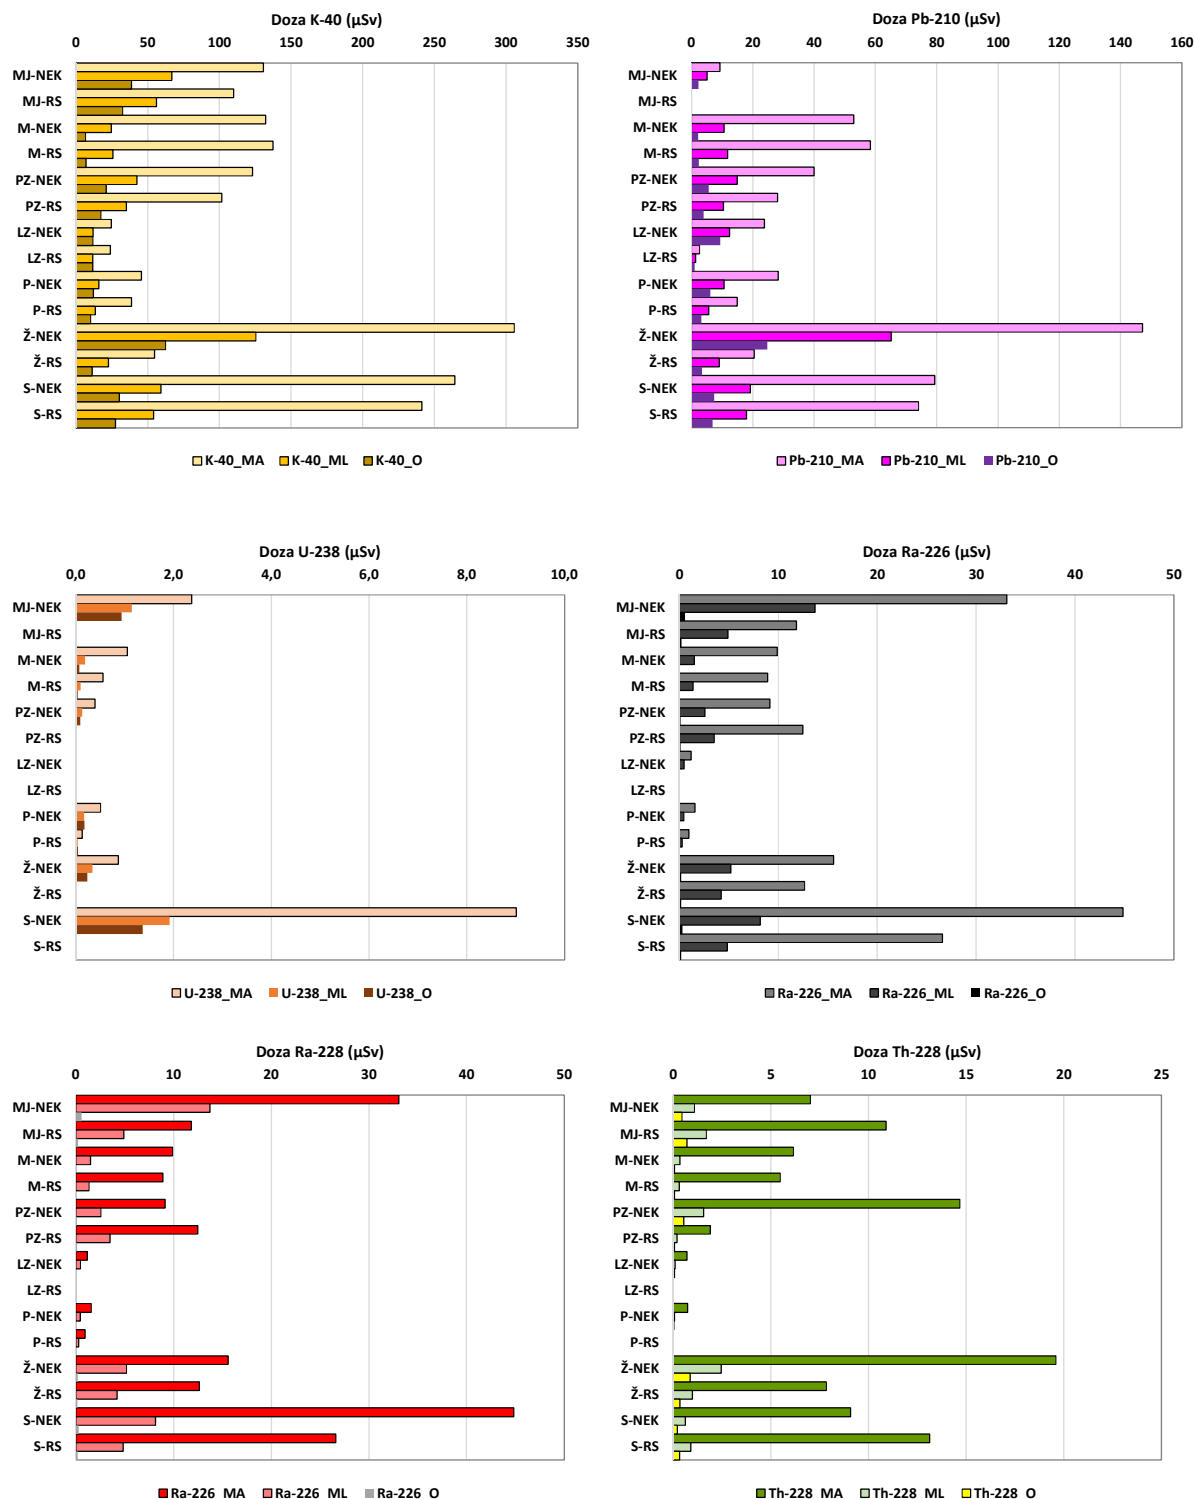 Doza K-40 (µSv)
0 50 100 150 200 250 300 350
MJ-NEK
MJ-RS
M-NEK
M-RS
PZ-NEK
PZ-RS
LZ-NEK
LZ-RS
P-NEK
P-RS
Ž-NEK
Ž-RS
S-NEK
S-RS
K-40_MA K-40_ML K-40_O
Doza Pb-210 (µSv)
0 20 40 60 80 100 120 140 160
MJ-NEK
MJ-RS
M-NEK
M-RS
PZ-NEK
PZ-RS
LZ-NEK
LZ-RS
P-NEK
P-RS
Ž-NEK
Ž-RS
S-NEK
S-RS
Pb-210_MA Pb-210_ML Pb-210_O
Doza U-238 (µSv)
0,0 2,0 4,0 6,0 8,0 10,0
MJ-NEK
MJ-RS
M-NEK
M-RS
PZ-NEK
PZ-RS
LZ-NEK
LZ-RS
P-NEK
P-RS
Ž-NEK
Ž-RS
S-NEK
S-RS
U-238_MA U-238_ML U-238_O
Doza Ra-226 (µSv)
0 10 20 30 40 50
MJ-NEK
MJ-RS
M-NEK
M-RS
PZ-NEK
PZ-RS
LZ-NEK
LZ-RS
P-NEK
P-RS
Ž-NEK
Ž-RS
S-NEK
S-RS
Ra-226_MA Ra-226_ML Ra-226_O
Doza Ra-228 (µSv)
0 10 20 30 40 50
MJ-NEK
MJ-RS
M-NEK
M-RS
PZ-NEK
PZ-RS
LZ-NEK
LZ-RS
P-NEK
P-RS
Ž-NEK
Ž-RS
S-NEK
S-RS
Ra-226 MA Ra-226 ML Ra-226 O
Doza Th-228 (µSv)
0 5 10 15 20 25
MJ-NEK
MJ-RS
M-NEK
M-RS
PZ-NEK
PZ-RS
LZ-NEK
LZ-RS
P-NEK
P-RS
Ž-NEK
Ž-RS
S-NEK
S-RS
Th-228 MA Th-228 ML Th-228 O